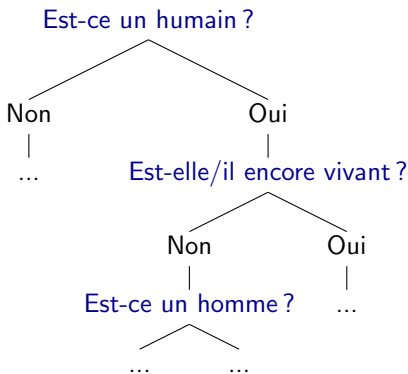 Est-ce un humain ?
Non Oui
... Est-elle/il encore vivant ?
Non Oui
Est-ce un homme ? ...
... ...